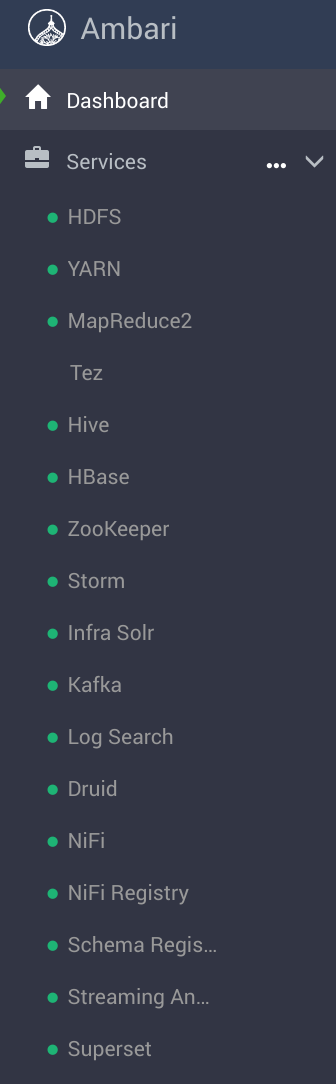 Ambari
Dashboard
Services ...
HDFS
YARN
MapReduce2
Tez
Hive
HBase
ZooKeeper
Storm
Infra Solr
Kafka
Log Search
Druid
NiFi
NiFi Registry
Schema Regis...
Streaming An...
Superset